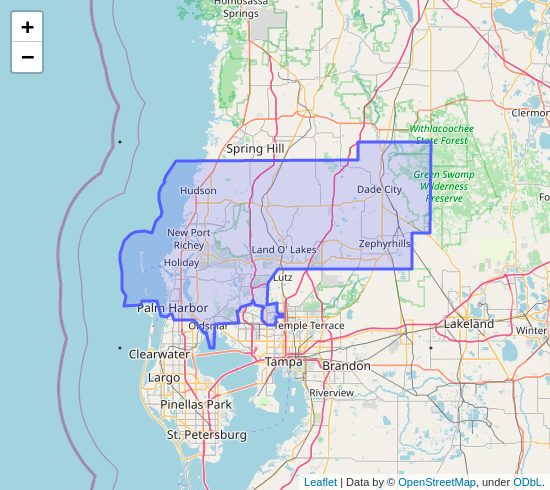 Homosassa
Springs
+
−
Clermon
Withlacoochee
State Forest
Spring Hill
Green Swamp
Wilderness
Preserve
Hudson
Dade City
Fo
New Port
Richey
Land O' Lakes
Zephyrhills
Holiday
Lutz
Palm Harbor
Oldsmar
Temple Terrace
Lakeland
Winter
Clearwater
Tampa
Brandon
Largo
Riverview
Pinellas Park
St. Petersburg
Leaflet | Data by © OpenStreetMap, under ODbL.